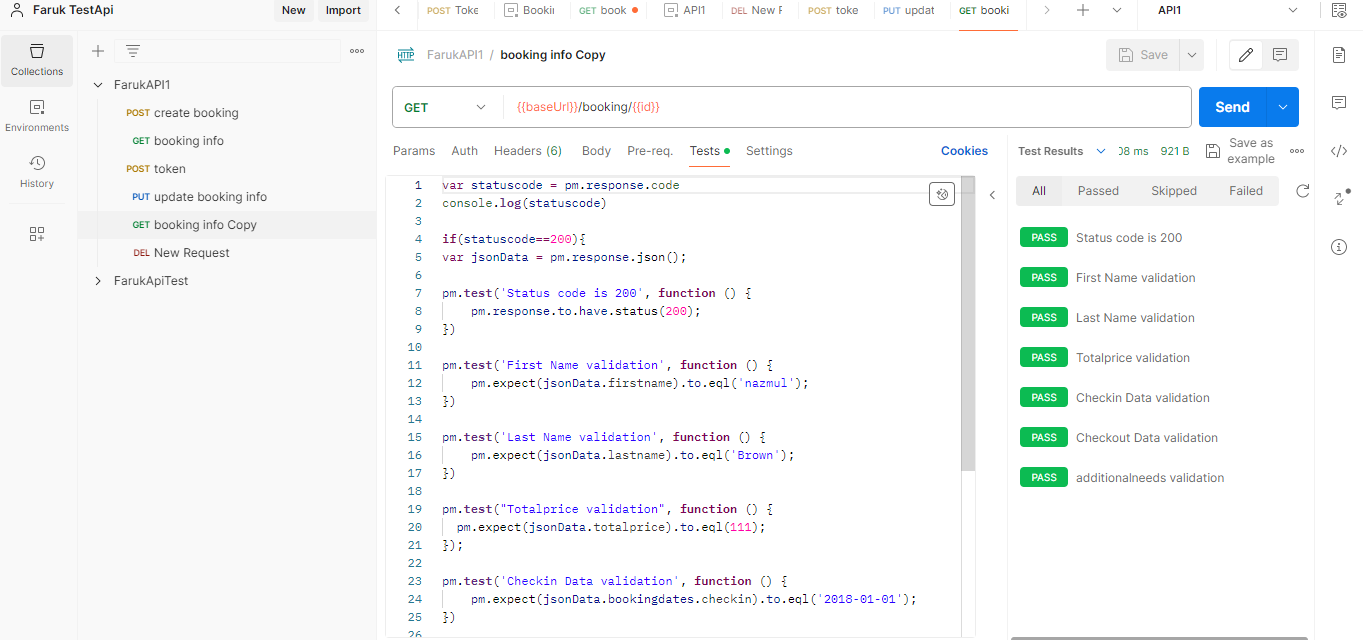 Faruk TestApi
New
Import
POST Toke
Bookin
GET book
API1
DEL New F
POST toke
PUT updat
GET booki
API1
Collections
Environments
History
FarukAPI1
POST create booking
GET booking info
POST token
PUT update booking info
GET booking info Copy
DEL New Request
FarukApiTest
HTTP FarukAPI1 / booking info Copy
Save
GET {{baseUrl}}/booking/{{id}}
Send
Params Auth Headers (6) Body Pre-req. Tests Settings Cookies
1 var statuscode = pm.response.code
2 console.log(statuscode)
3
4 if(statuscode==200){
5 var jsonData = pm.response.json();
6
7 pm.test('Status code is 200', function () {
8 pm.response.to.have.status(200);
9 })
10
11 pm.test('First Name validation', function () {
12 pm.expect(jsonData.firstname).to.eql('nazmul');
13 })
14
15 pm.test('Last Name validation', function () {
16 pm.expect(jsonData.lastname).to.eql('Brown');
17 })
18
19 pm.test("Totalprice validation", function () {
20 pm.expect(jsonData.totalprice).to.eql(111);
21 });
22
23 pm.test('Checkin Data validation', function () {
24 pm.expect(jsonData.bookingdates.checkin).to.eql('2018-01-01');
25 })
26
Test Results
08 ms 921 B
Save as
example
All Passed Skipped Failed
PASS Status code is 200
PASS First Name validation
PASS Last Name validation
PASS Totalprice validation
PASS Checkin Data validation
PASS Checkout Data validation
PASS additionalneeds validation